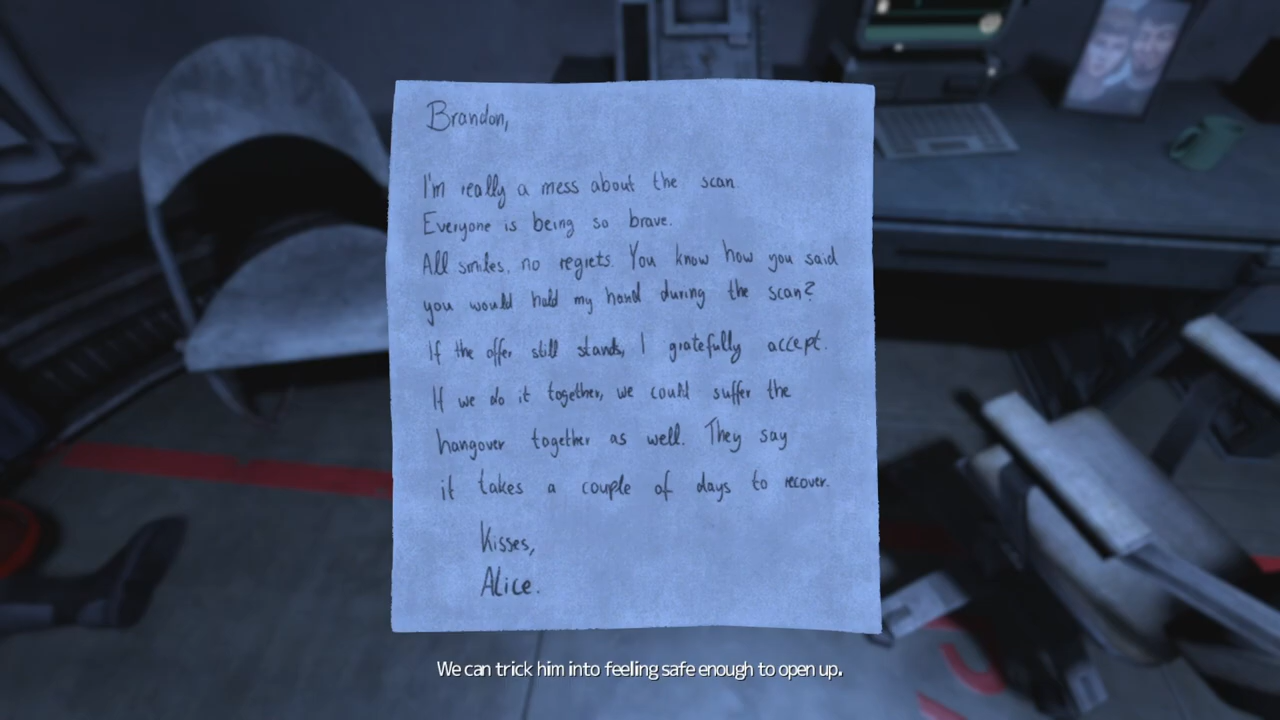 Brandon,
I'm really a mess about the scan.
Everyone is being so brave.
All smiles, no regrets. You know how you said
you would hold my hand during the scan?
If the offer still stands, I gratefully accept.
If we do it together, we could suffer the
hangover together as well. They say
it takes a couple of days to recover.
Kisses,
Alice.
We can trick him into feeling safe enough to open up.